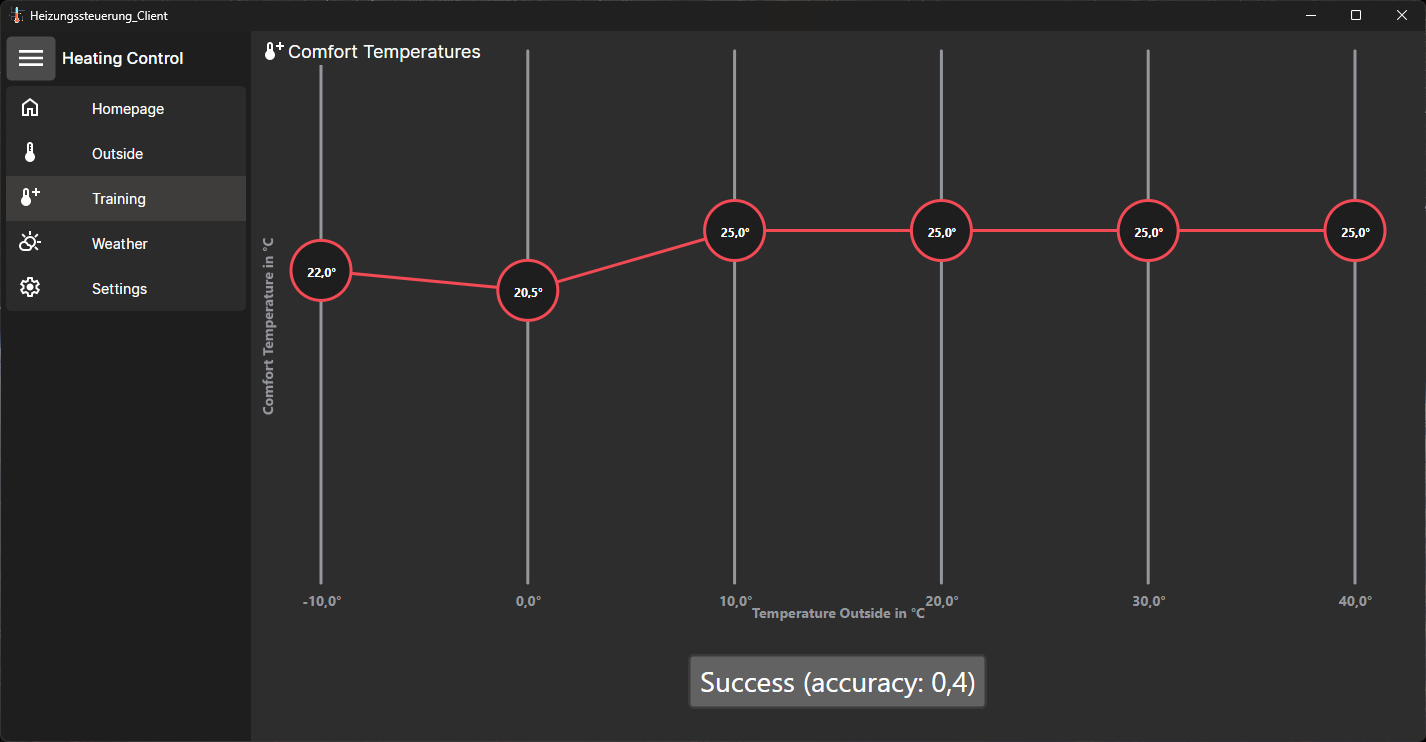 Heizungssteuerung_Client
Heating Control
Homepage
Outside
Training
Weather
Settings
Comfort Temperatures
Comfort Temperature in °C
22,0°
20,5°
25,0°
25,0°
25,0°
25,0°
-10,0°
0,0°
10,0°
20,0°
30,0°
40,0°
Temperature Outside in °C
Success (accuracy: 0,4)